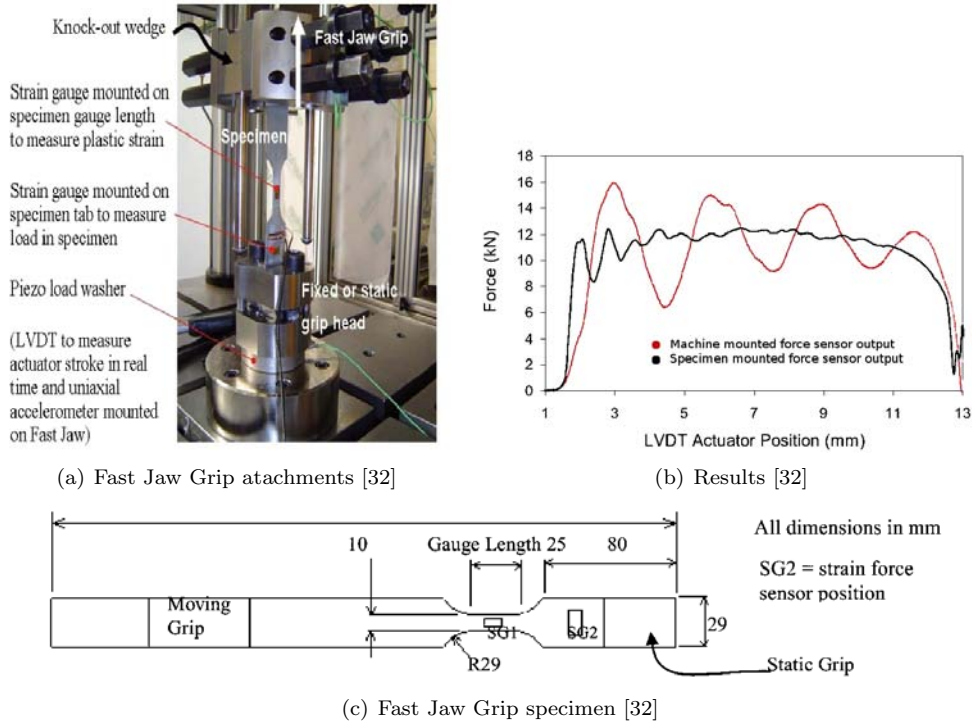 Knock-out wedge
Fast Jaw Grip
Strain gauge mounted on
specimen gauge length
to measure plastic strain
Specimen
Strain gauge mounted on
specimen tab to measure
load in specimen
Piezo load washer
Fixed or static
grip head
(LVDT to measure
actuator stroke in real
time and uniaxial
accelerometer mounted
on Fast Jaw)
(a) Fast Jaw Grip atachments [32]
18
16
14
12
10
8
6
4
2
0
Force (kN)
Machine mounted force sensor output
Specimen mounted force sensor output
1 3 5 7 9 11 13
LVDT Actuator Position (mm)
(b) Results [32]
10
Gauge Length 25
80
All dimensions in mm
SG2 = strain force
sensor position
Moving
Grip
SG1
SG2
29
R29
Static Grip
(c) Fast Jaw Grip specimen [32]